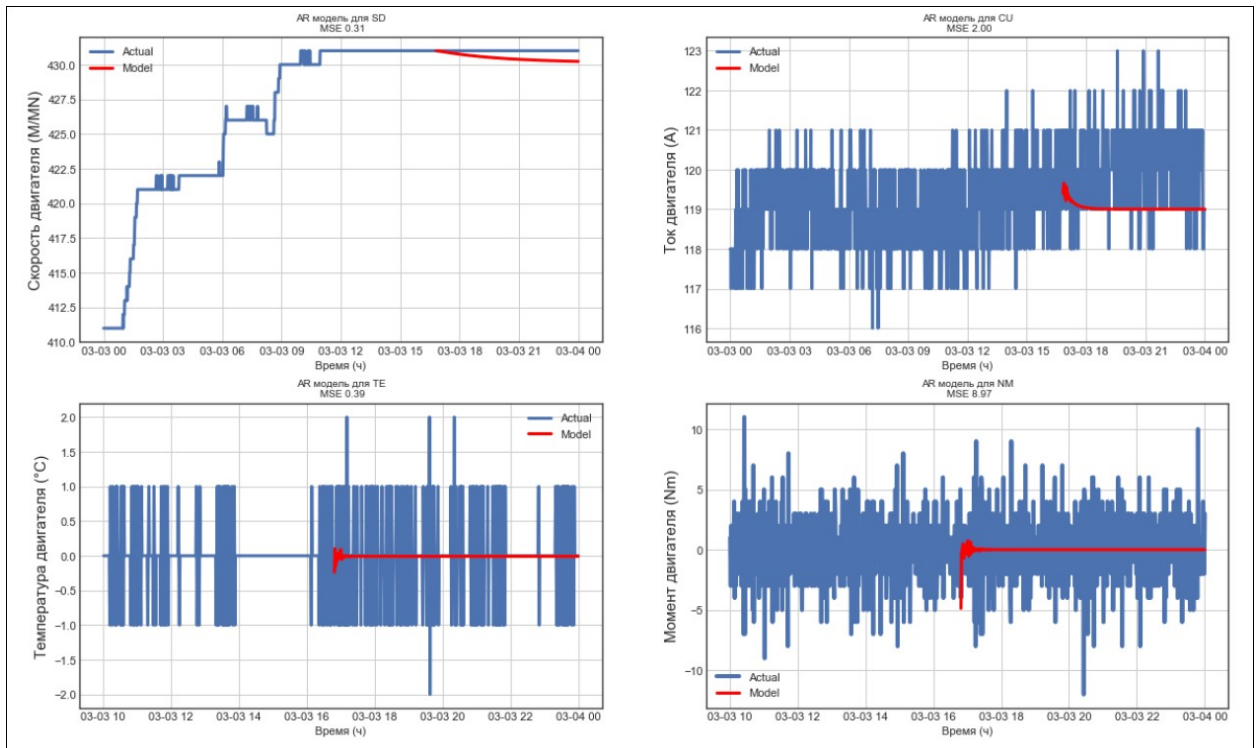 AR модель для SD
MSE 0.31
Actual
Model
Скорость двигателя (M/MN)
430.0
427.5
425.0
422.5
420.0
417.5
415.0
412.5
410.0
03-03 00
03-03 03
03-03 06
03-03 09
03-03 12
03-03 15
03-03 18
03-03 21
03-04 00
Время (ч)
AR модель для CU
MSE 2.00
Actual
Model
Ток двигателя (A)
123
122
121
120
119
118
117
116
03-03 00
03-03 03
03-03 06
03-03 09
03-03 12
03-03 15
03-03 18
03-03 21
03-04 00
Время (ч)
AR модель для TE
MSE 0.39
Actual
Model
Температура двигателя (°C)
2.0
1.5
1.0
0.5
0.0
−0.5
−1.0
−1.5
−2.0
03-03 10
03-03 12
03-03 14
03-03 16
03-03 18
03-03 20
03-03 22
03-04 00
Время (ч)
AR модель для NM
MSE 8.97
Actual
Model
Момент двигателя (Nm)
10
5
0
−5
−10
03-03 10
03-03 12
03-03 14
03-03 16
03-03 18
03-03 20
03-03 22
03-04 00
Время (ч)